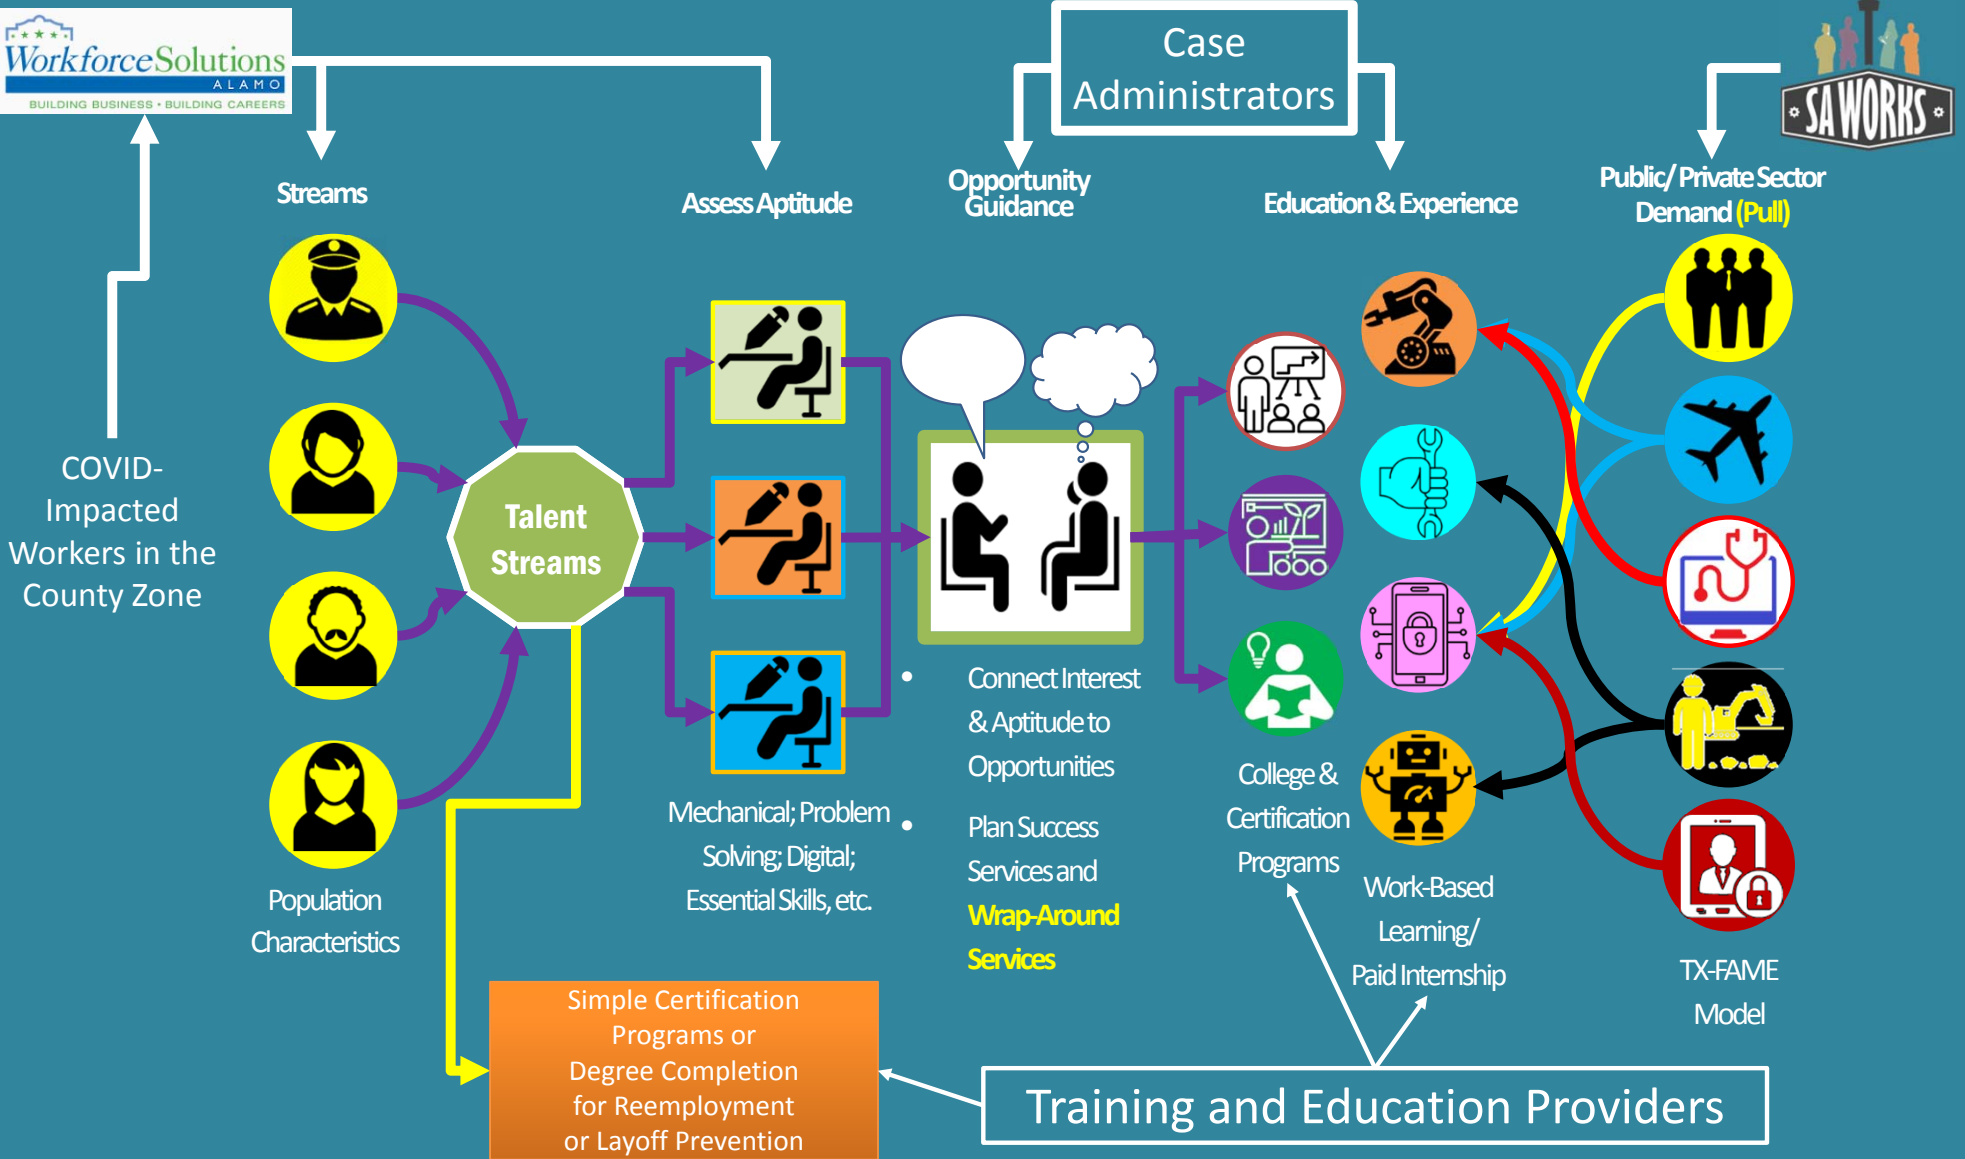 WorkforceSolutions
ALAMO
BUILDING BUSINESS • BUILDING CAREERS
Case
Administrators
SA WORKS
Streams
Assess Aptitude
Opportunity
Guidance
Education & Experience
Public/ Private Sector
Demand (Pull)
COVID-
Impacted
Workers in the
County Zone
Talent
Streams
Population
Characteristics
Mechanical; Problem
Solving; Digital;
Essential Skills, etc.
• Connect Interest
& Aptitude to
Opportunities
• Plan Success
Services and
Wrap-Around
Services
College &
Certification
Programs
Work-Based
Learning/
Paid Internship
TX-FAME
Model
Simple Certification
Programs or
Degree Completion
for Reemployment
or Layoff Prevention
Training and Education Providers